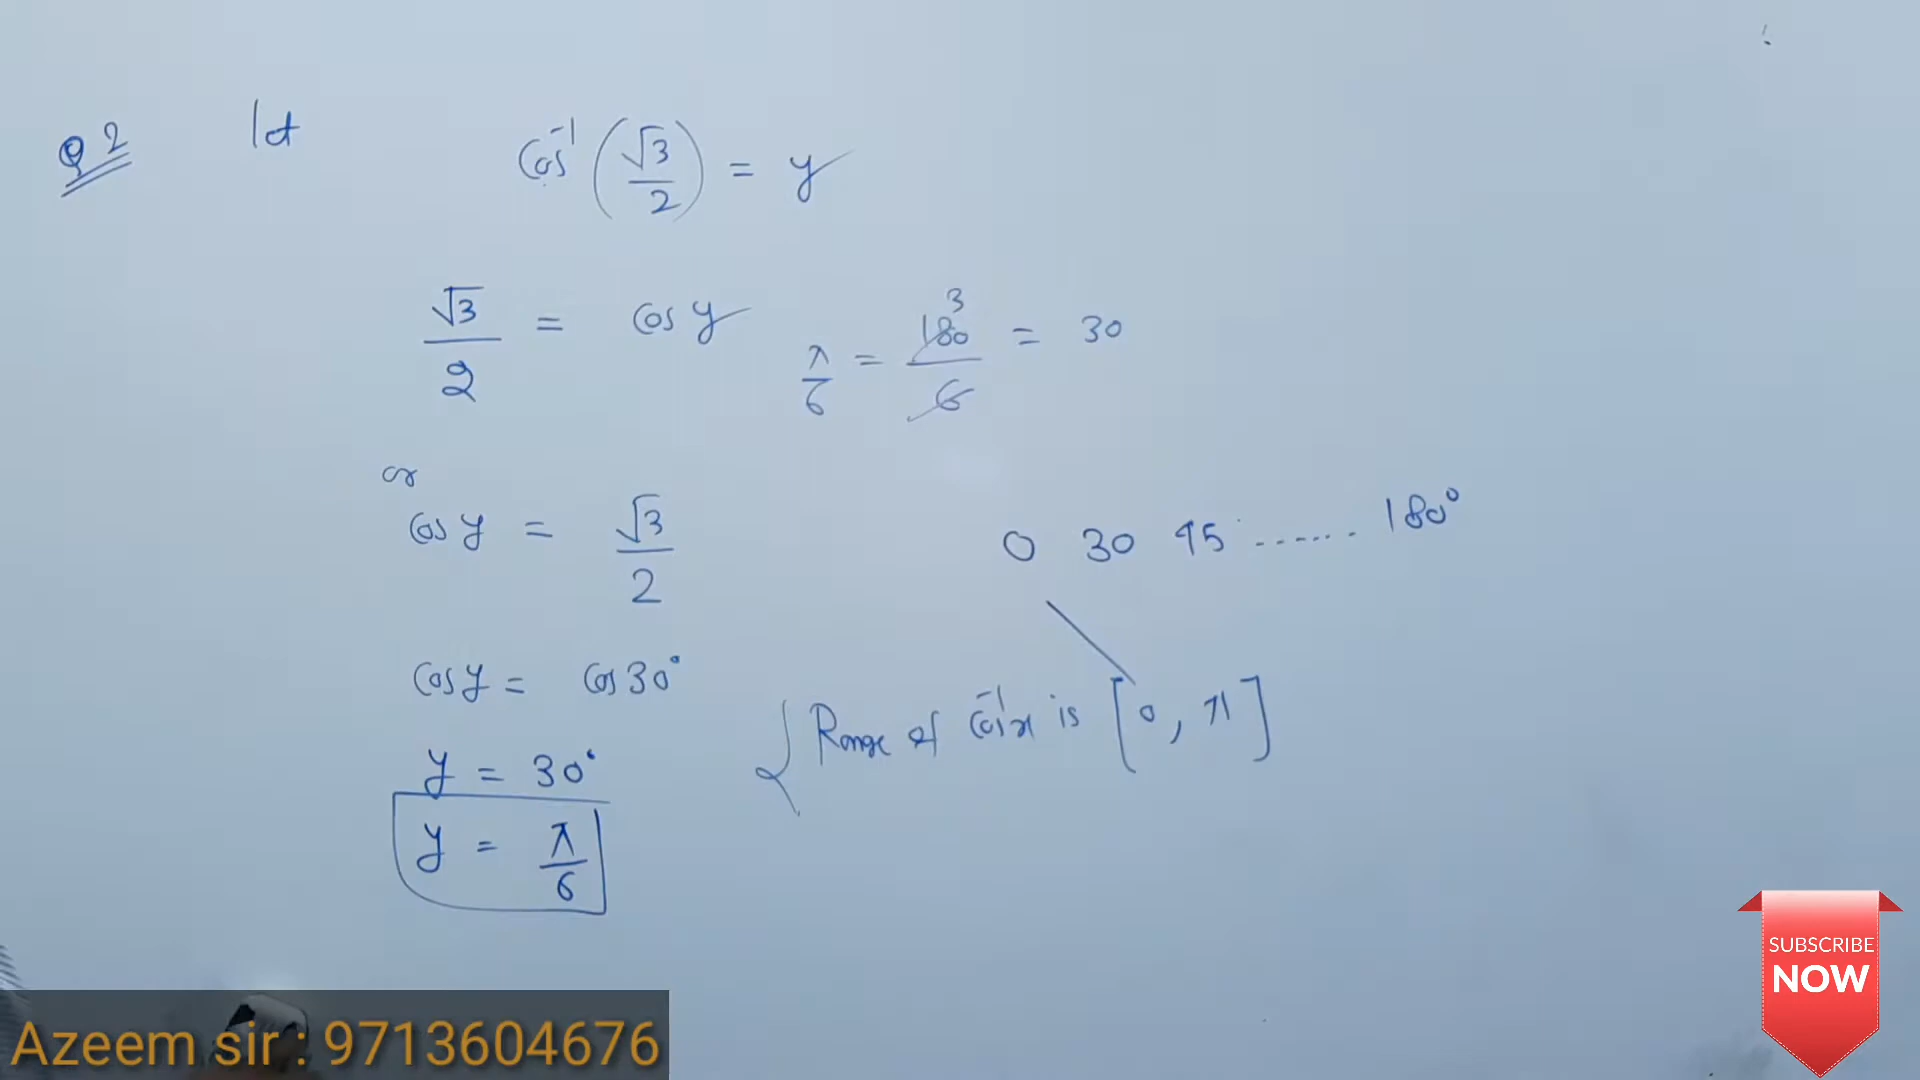 Q 2 let cos⁻¹(√3/2) = y
√3/2 = cos y
π/6 = 180/6 = 30
3
or
cos y = √3/2
0 30 45 ...... 180°
cos y = cos 30°
{ Range of cos⁻¹x is [0, π]
y = 30°
y = π/6
SUBSCRIBE
NOW
Azeem sir : 9713604676